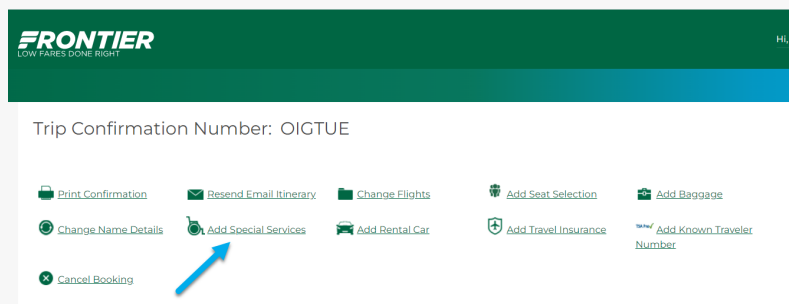 FRONTIER
LOW FARES DONE RIGHT
Hi,
Trip Confirmation Number: OIGTUE
Print Confirmation
Resend Email Itinerary
Change Flights
Add Seat Selection
Add Baggage
Change Name Details
Add Special Services
Add Rental Car
Add Travel Insurance
TSA Pre✓ Add Known Traveler
Number
Cancel Booking